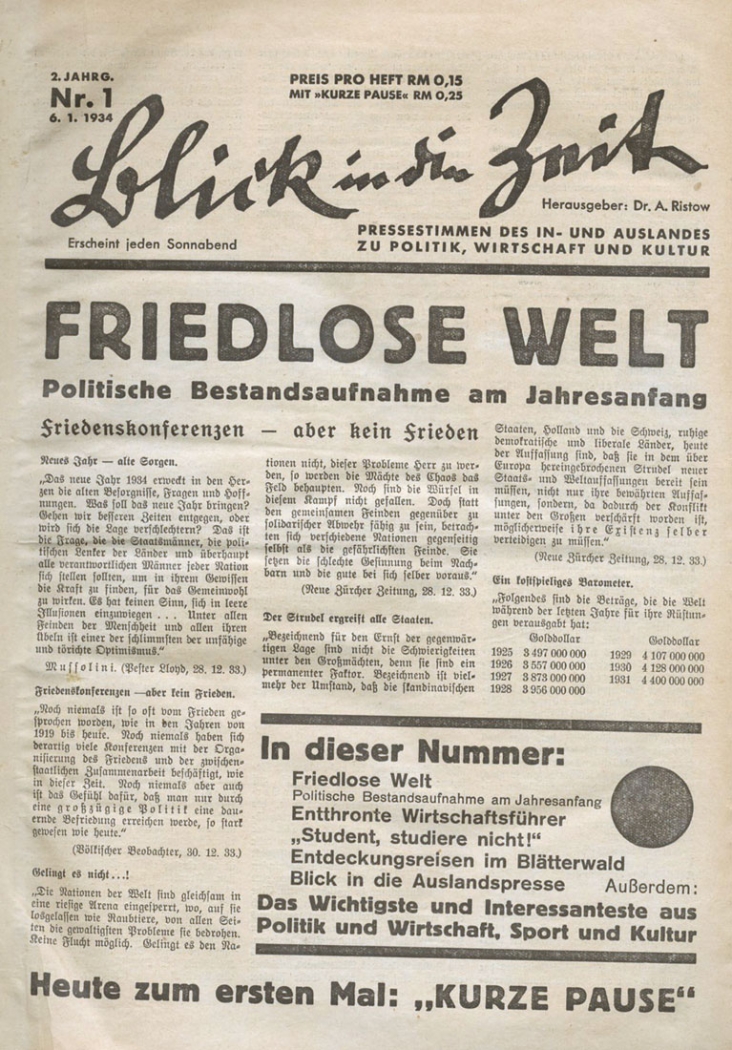 2. JAHRG.
Nr. 1
6. 1. 1934
PREIS PRO HEFT RM 0,15
MIT »KURZE PAUSE« RM 0,25
Blick in die Zeit
Herausgeber: Dr. A. Ristow
Erscheint jeden Sonnabend
PRESSESTIMMEN DES IN- UND AUSLANDES
ZU POLITIK, WIRTSCHAFT UND KULTUR
FRIEDLOSE WELT
Politische Bestandsaufnahme am Jahresanfang
Friedenskonferenzen — aber kein Frieden
Neues Jahr — alte Sorgen.
„Das neue Jahr 1934 erweckt in den Her-
zen die alten Besorgnisse, Fragen und Hoff-
nungen. Was soll das neue Jahr bringen?
Gehen wir besseren Zeiten entgegen, oder
wird sich die Lage verschlechtern? Das ist
die Frage, die die Staatsmänner, die poli-
tischen Lenker der Länder und überhaupt
alle verantwortlichen Männer jeder Nation
sich stellen sollten, um in ihrem Gewissen
die Kraft zu finden, für das Gemeinwohl
zu wirken. Es hat keinen Sinn, sich in leere
Illusionen einzuwiegen . . . Unter allen
Feinden der Menschheit und allen ihren
Übeln ist einer der schlimmsten der unfähige
und törichte Optimismus."
Mussolini. (Pester Lloyd, 28. 12. 33.)
Friedenskonferenzen —aber kein Frieden.
„Noch niemals ist so oft vom Frieden ge-
sprochen worden, wie in den Jahren von
1919 bis heute. Noch niemals haben sich
derartig viele Konferenzen mit der Orga-
nisierung des Friedens und der zwischen-
staatlichen Zusammenarbeit beschäftigt, wie
in dieser Zeit. Noch niemals aber auch
ist das Gefühl dafür, daß man nur durch
eine großzügige Politik eine dau-
ernde Befriedung erreichen werde, so stark
gewesen wie heute."
(Völkischer Beobachter, 30. 12. 33.)
Gelingt es nicht...!
„Die Nationen der Welt sind gleichsam in
eine riesige Arena eingesperrt, wo, auf sie
losgelassen wie Raubtiere, von allen Sei-
ten die gewaltigsten Probleme sie bedrohen.
Keine Flucht möglich. Gelingt es den Na-
tionen nicht, dieser Probleme Herr zu wer-
den, so werden die Mächte des Chaos das
Feld behaupten. Noch sind die Würfel in
diesem Kampf nicht gefallen. Doch statt
den gemeinsamen Feinden gegenüber zu
solidarischer Abwehr fähig zu sein, betrach-
ten sich verschiedene Nationen gegenseitig
selbst als die gefährlichsten Feinde. Sie
setzen die schlechte Gesinnung beim Nach-
barn und die gute bei sich selber voraus."
(Neue Zürcher Zeitung, 28. 12. 33.)
Der Strudel ergreift alle Staaten.
„Bezeichnend für den Ernst der gegenwär-
tigen Lage sind nicht die Schwierigkeiten
unter den Großmächten, denn sie sind ein
permanenter Faktor. Bezeichnend ist viel-
mehr der Umstand, daß die skandinavischen
Staaten, Holland und die Schweiz, ruhige
demokratische und liberale Länder, heute
der Auffassung sind, daß sie in dem über
Europa hereingebrochenen Strudel neuer
Staats- und Weltauffassungen bereit sein
müssen, nicht nur ihre bewährten Auffas-
sungen, sondern, da dadurch der Konflikt
unter den Großen verschärft worden ist,
möglicherweise ihre Existenz selber
verteidigen zu müssen."
(Neue Zürcher Zeitung, 28. 12. 33.)
Ein kostspieliges Barometer.
„Folgendes sind die Beträge, die die Welt
während der letzten Jahre für ihre Rüstun-
gen verausgabt hat:
Golddollar Golddollar
1925 3 497 000 000 1929 4 107 000 000
1926 3 557 000 000 1930 4 128 000 000
1927 3 873 000 000 1931 4 400 000 000
1928 3 956 000 000
In dieser Nummer:
Friedlose Welt
Politische Bestandsaufnahme am Jahresanfang
Entthronte Wirtschaftsführer
„Student, studiere nicht!"
Entdeckungsreisen im Blätterwald
Blick in die Auslandspresse Außerdem:
Das Wichtigste und Interessanteste aus
Politik und Wirtschaft, Sport und Kultur
Heute zum ersten Mal: „KURZE PAUSE"